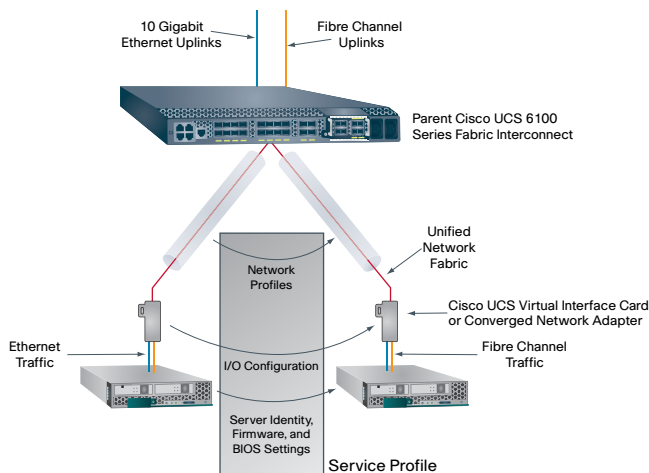 10 Gigabit
Ethernet Uplinks
Fibre Channel
Uplinks
Parent Cisco UCS 6100
Series Fabric Interconnect
Unified
Network
Fabric
Network
Profiles
Cisco UCS Virtual Interface Card
or Converged Network Adapter
Ethernet
Traffic
I/O Configuration
Fibre Channel
Traffic
Server Identity,
Firmware, and
BIOS Settings
Service Profile